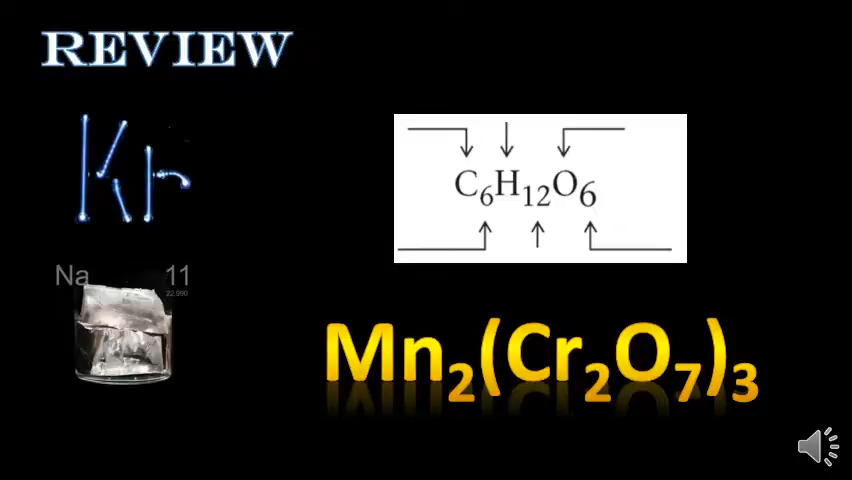 REVIEW
Kr
C₆H₁₂O₆
Na 11
22.990
Mn₂(Cr₂O₇)₃